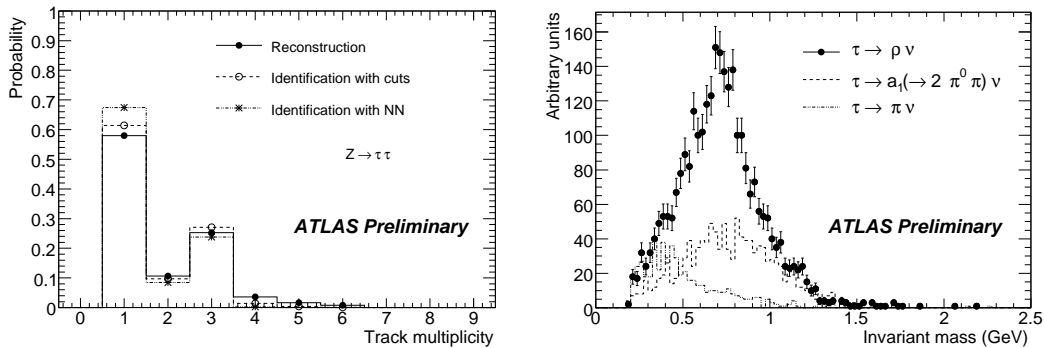 Probability
1
0.9
0.8
0.7
0.6
0.5
0.4
0.3
0.2
0.1
0
Reconstruction
Identification with cuts
Identification with NN
Z → τ τ
ATLAS Preliminary
1 2 3 4 5 6 7 8 9
Track multiplicity
Arbitrary units
160
140
120
100
80
60
40
20
0
τ → ρ ν
τ → a₁(→ 2 π⁰ π) ν
τ → π ν
ATLAS Preliminary
0 0.5 1 1.5 2 2.5
Invariant mass (GeV)